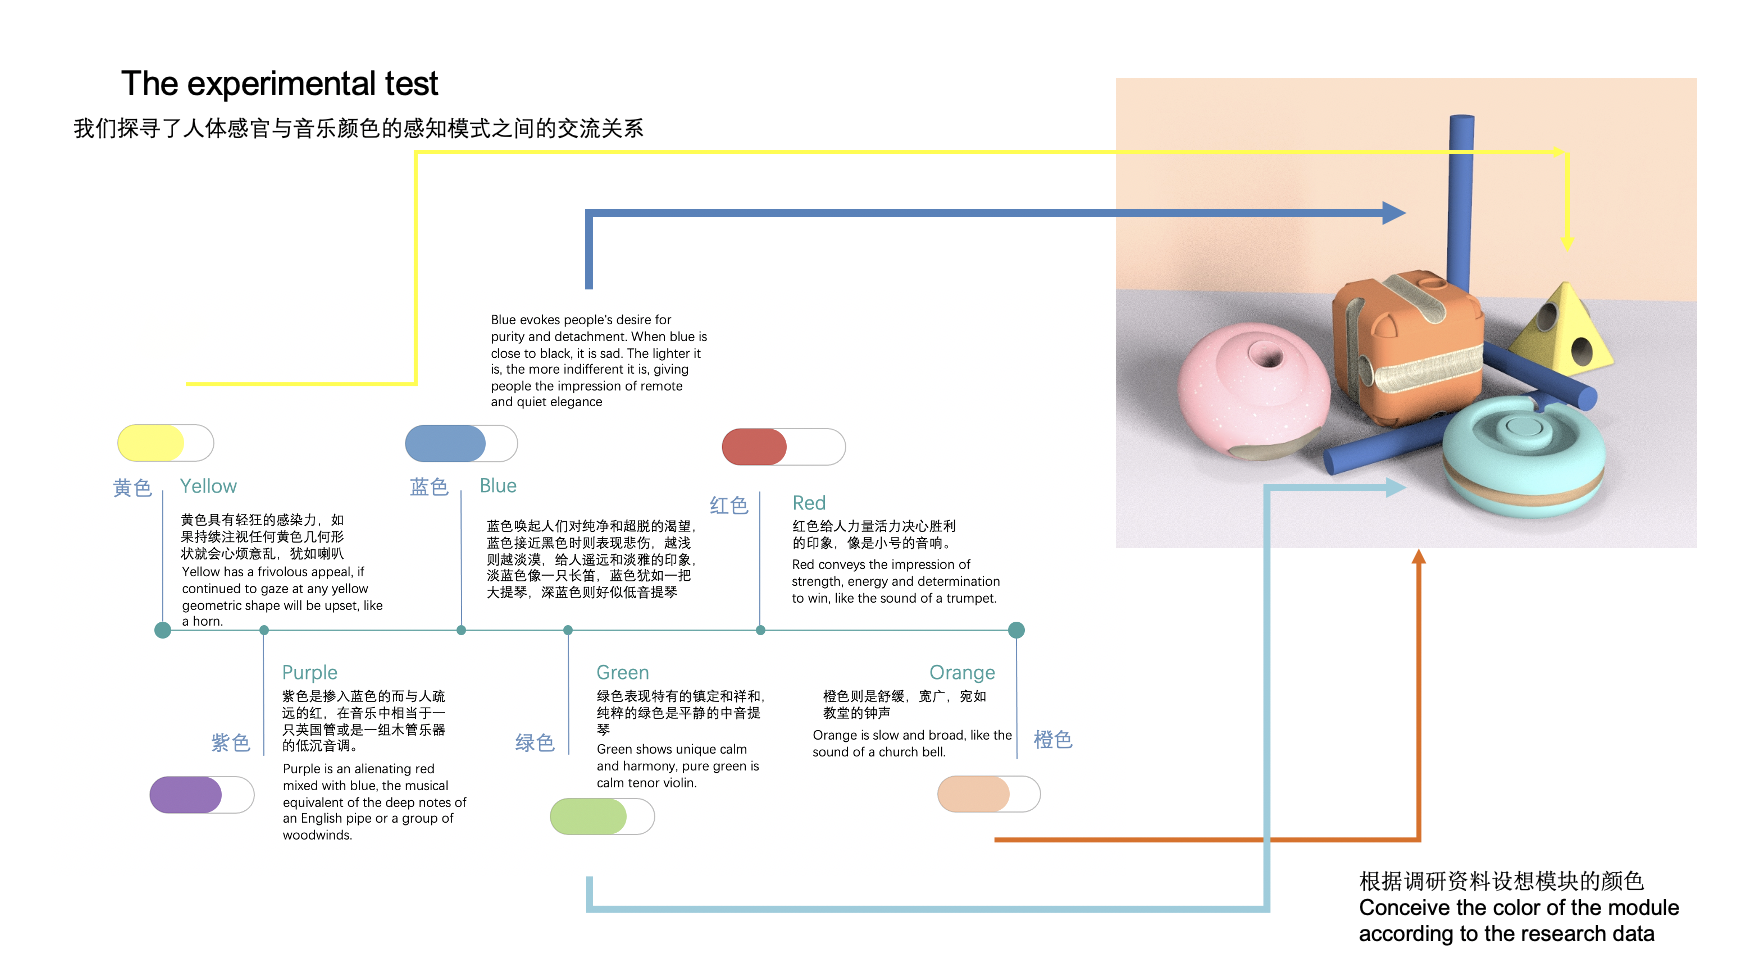 The experimental test
我们探寻了人体感官与音乐颜色的感知模式之间的交流关系
Blue evokes people's desire for
purity and detachment. When blue is
close to black, it is sad. The lighter it
is, the more indifferent it is, giving
people the impression of remote
and quiet elegance
黄色
Yellow
黄色具有轻狂的感染力，如
果持续注视任何黄色几何形
状就会心烦意乱，犹如喇叭
Yellow has a frivolous appeal, if
continued to gaze at any yellow
geometric shape will be upset, like
a horn.
蓝色
Blue
蓝色唤起人们对纯净和超脱的渴望，
蓝色接近黑色时则表现悲伤，越浅
则越淡漠，给人遥远和淡雅的印象，
淡蓝色像一只长笛，蓝色犹如一把
大提琴，深蓝色则好似低音提琴
红色
Red
红色给人力量活力决心胜利
的印象，像是小号的音响。
Red conveys the impression of
strength, energy and determination
to win, like the sound of a trumpet.
Purple
紫色是掺入蓝色的而与人疏
远的红，在音乐中相当于一
只英国管或是一组木管乐器
的低沉音调。
紫色
Purple is an alienating red
mixed with blue, the musical
equivalent of the deep notes of
an English pipe or a group of
woodwinds.
Green
绿色表现特有的镇定和祥和，
纯粹的绿色是平静的中音提
琴
绿色
Green shows unique calm
and harmony, pure green is
calm tenor violin.
Orange
橙色则是舒缓，宽广，宛如
教堂的钟声
Orange is slow and broad, like the
sound of a church bell.
橙色
根据调研资料设想模块的颜色
Conceive the color of the module
according to the research data